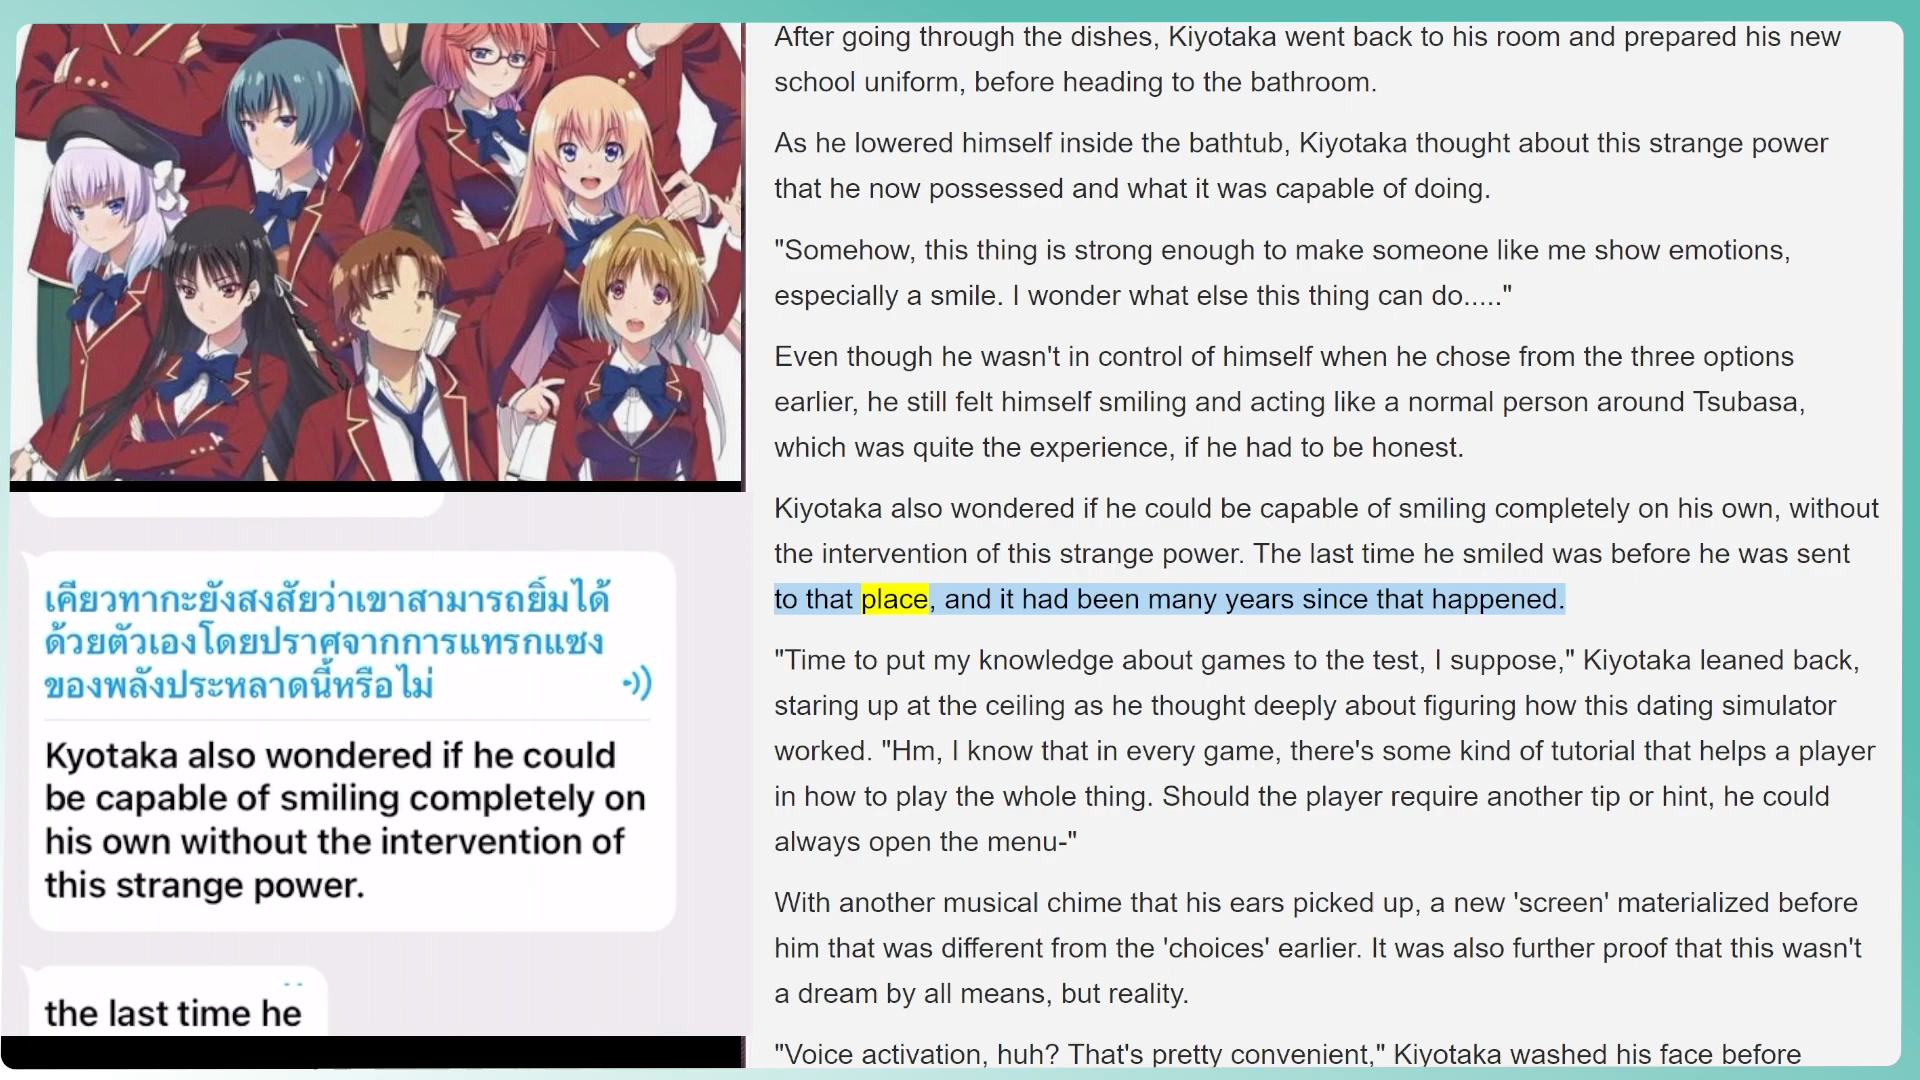 เคียวทากะยังสงสัยว่าเขาสามารถยิ้มได้
ด้วยตัวเองโดยปราศจากการแทรกแซง
ของพลังประหลาดนี้หรือไม่
Kyotaka also wondered if he could
be capable of smiling completely on
his own without the intervention of
this strange power.
the last time he
After going through the dishes, Kiyotaka went back to his room and prepared his new
school uniform, before heading to the bathroom.
As he lowered himself inside the bathtub, Kiyotaka thought about this strange power
that he now possessed and what it was capable of doing.
"Somehow, this thing is strong enough to make someone like me show emotions,
especially a smile. I wonder what else this thing can do....."
Even though he wasn't in control of himself when he chose from the three options
earlier, he still felt himself smiling and acting like a normal person around Tsubasa,
which was quite the experience, if he had to be honest.
Kiyotaka also wondered if he could be capable of smiling completely on his own, without
the intervention of this strange power. The last time he smiled was before he was sent
to that place, and it had been many years since that happened.
"Time to put my knowledge about games to the test, I suppose," Kiyotaka leaned back,
staring up at the ceiling as he thought deeply about figuring how this dating simulator
worked. "Hm, I know that in every game, there's some kind of tutorial that helps a player
in how to play the whole thing. Should the player require another tip or hint, he could
always open the menu-"
With another musical chime that his ears picked up, a new 'screen' materialized before
him that was different from the 'choices' earlier. It was also further proof that this wasn't
a dream by all means, but reality.
"Voice activation, huh? That's pretty convenient," Kiyotaka washed his face before